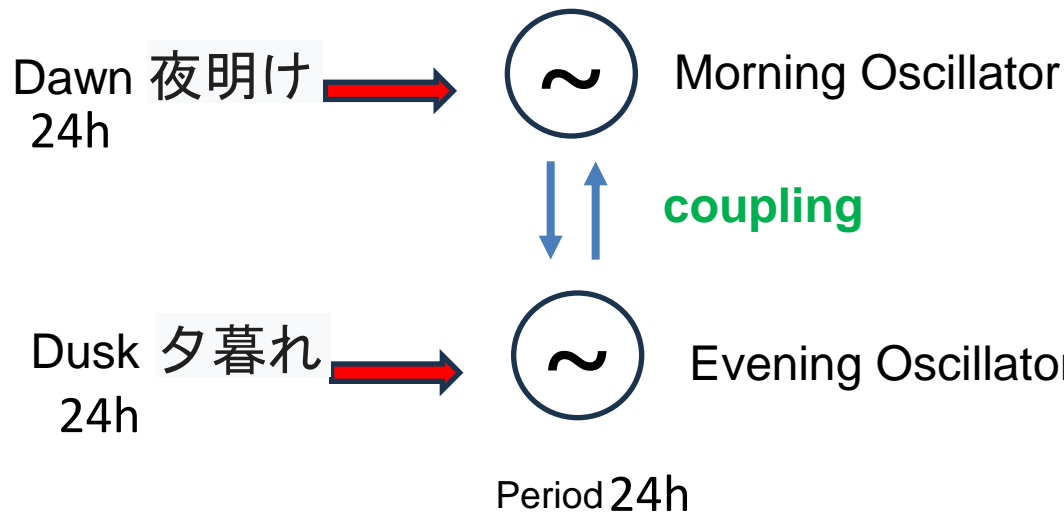 Dawn 夜明け
24h
~ Morning Oscillator
coupling
Dusk 夕暮れ
24h
~ Evening Oscillator
Period 24h